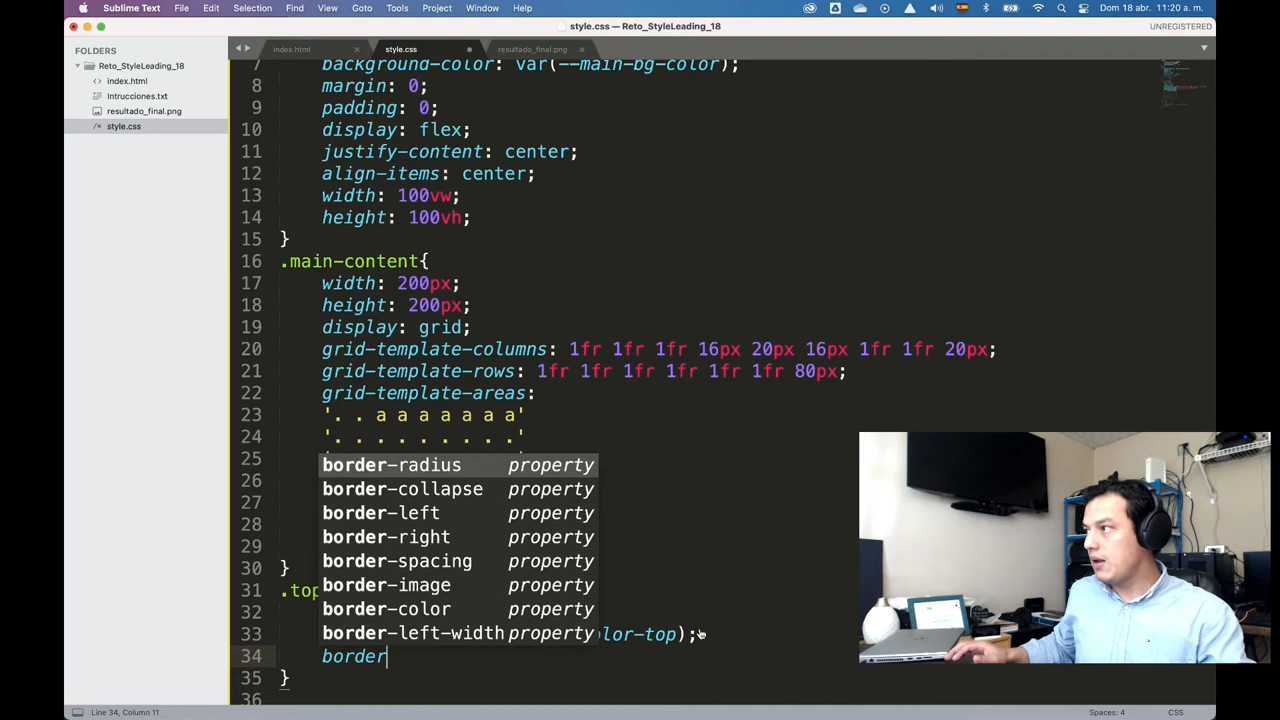 Sublime Text File Edit Selection Find View Goto Tools Project Window Help Dom 18 abr. 11:20 a. m.
style.css — Reto_StyleLeading_18 UNREGISTERED
index.html style.css resultado_final.png
FOLDERS
Reto_StyleLeading_18
index.html
Intrucciones.txt
resultado_final.png
style.css
7 background-color: var(--main-bg-color);
8 margin: 0;
9 padding: 0;
10 display: flex;
11 justify-content: center;
12 align-items: center;
13 width: 100vw;
14 height: 100vh;
15 }
16 .main-content{
17 width: 200px;
18 height: 200px;
19 display: grid;
20 grid-template-columns: 1fr 1fr 1fr 16px 20px 16px 1fr 1fr 20px;
21 grid-template-rows: 1fr 1fr 1fr 1fr 1fr 1fr 80px;
22 grid-template-areas:
23 '. . a a a a a a a'
24 '. . . . . . . . .'
25
26 border-radius property
27 border-collapse property
28 border-left property
29 border-right property
30 } border-spacing property
31 .top border-image property
32 border-color property
33 border-left-width property olor-top);
34 border
35 }
36
Line 34, Column 11 Spaces: 4 CSS